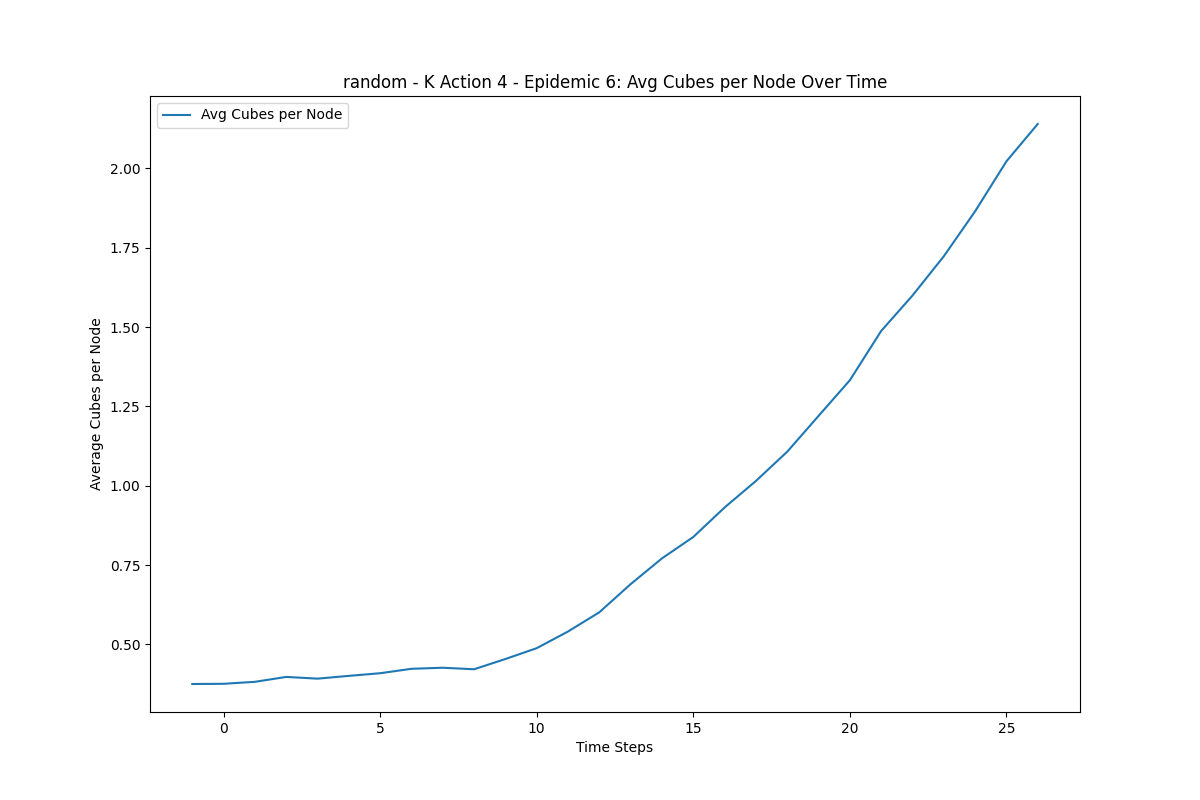 random - K Action 4 - Epidemic 6: Avg Cubes per Node Over Time
Avg Cubes per Node
2.00
1.75
1.50
1.25
1.00
0.75
0.50
Average Cubes per Node
0 5 10 15 20 25
Time Steps